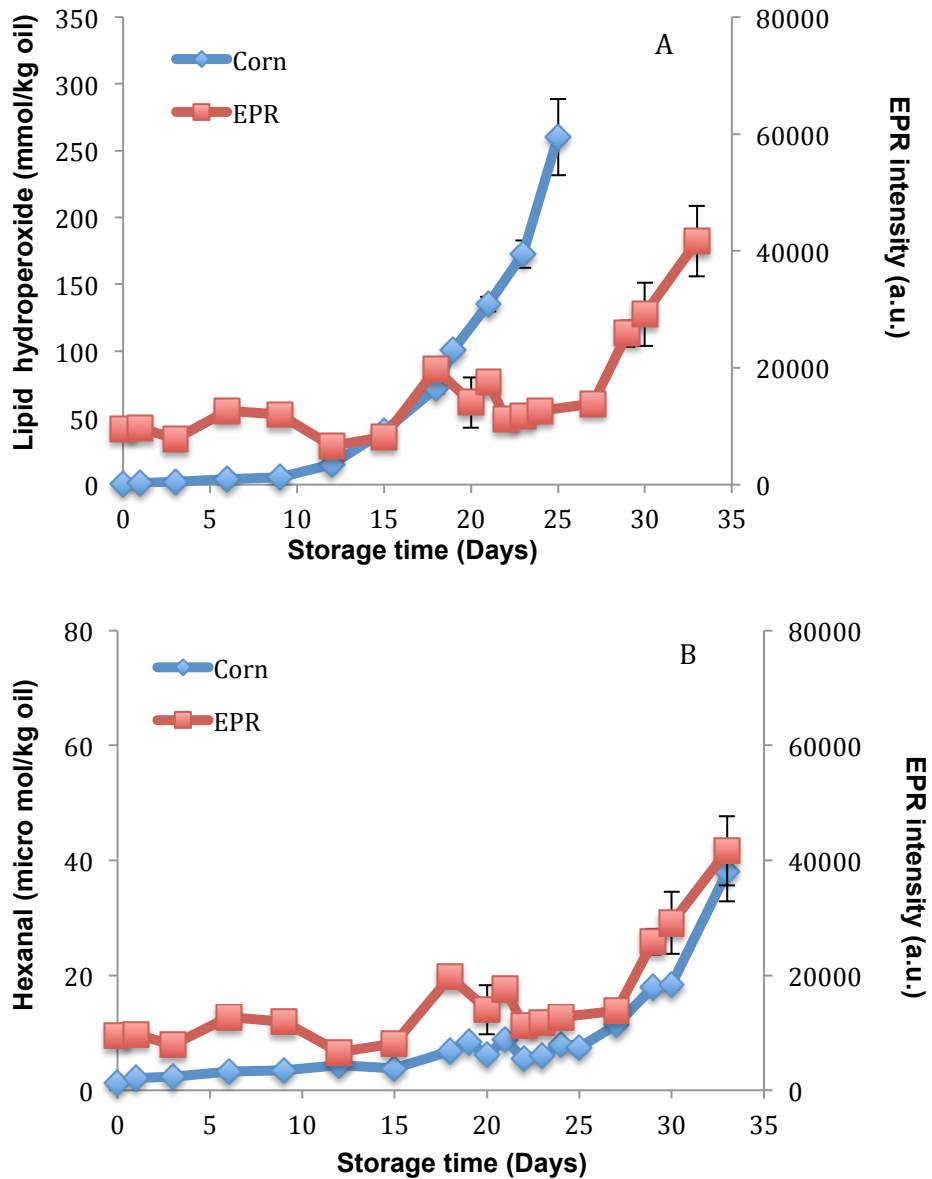 350
300
250
200
150
100
50
0
Lipid hydroperoxide (mmol/kg oil)
A
Corn
EPR
80000
60000
40000
20000
0
EPR intensity (a.u.)
0 5 10 15 20 25 30 35
Storage time (Days)
80
60
40
20
0
Hexanal (micro mol/kg oil)
B
Corn
EPR
80000
60000
40000
20000
0
EPR intensity (a.u.)
0 5 10 15 20 25 30 35
Storage time (Days)